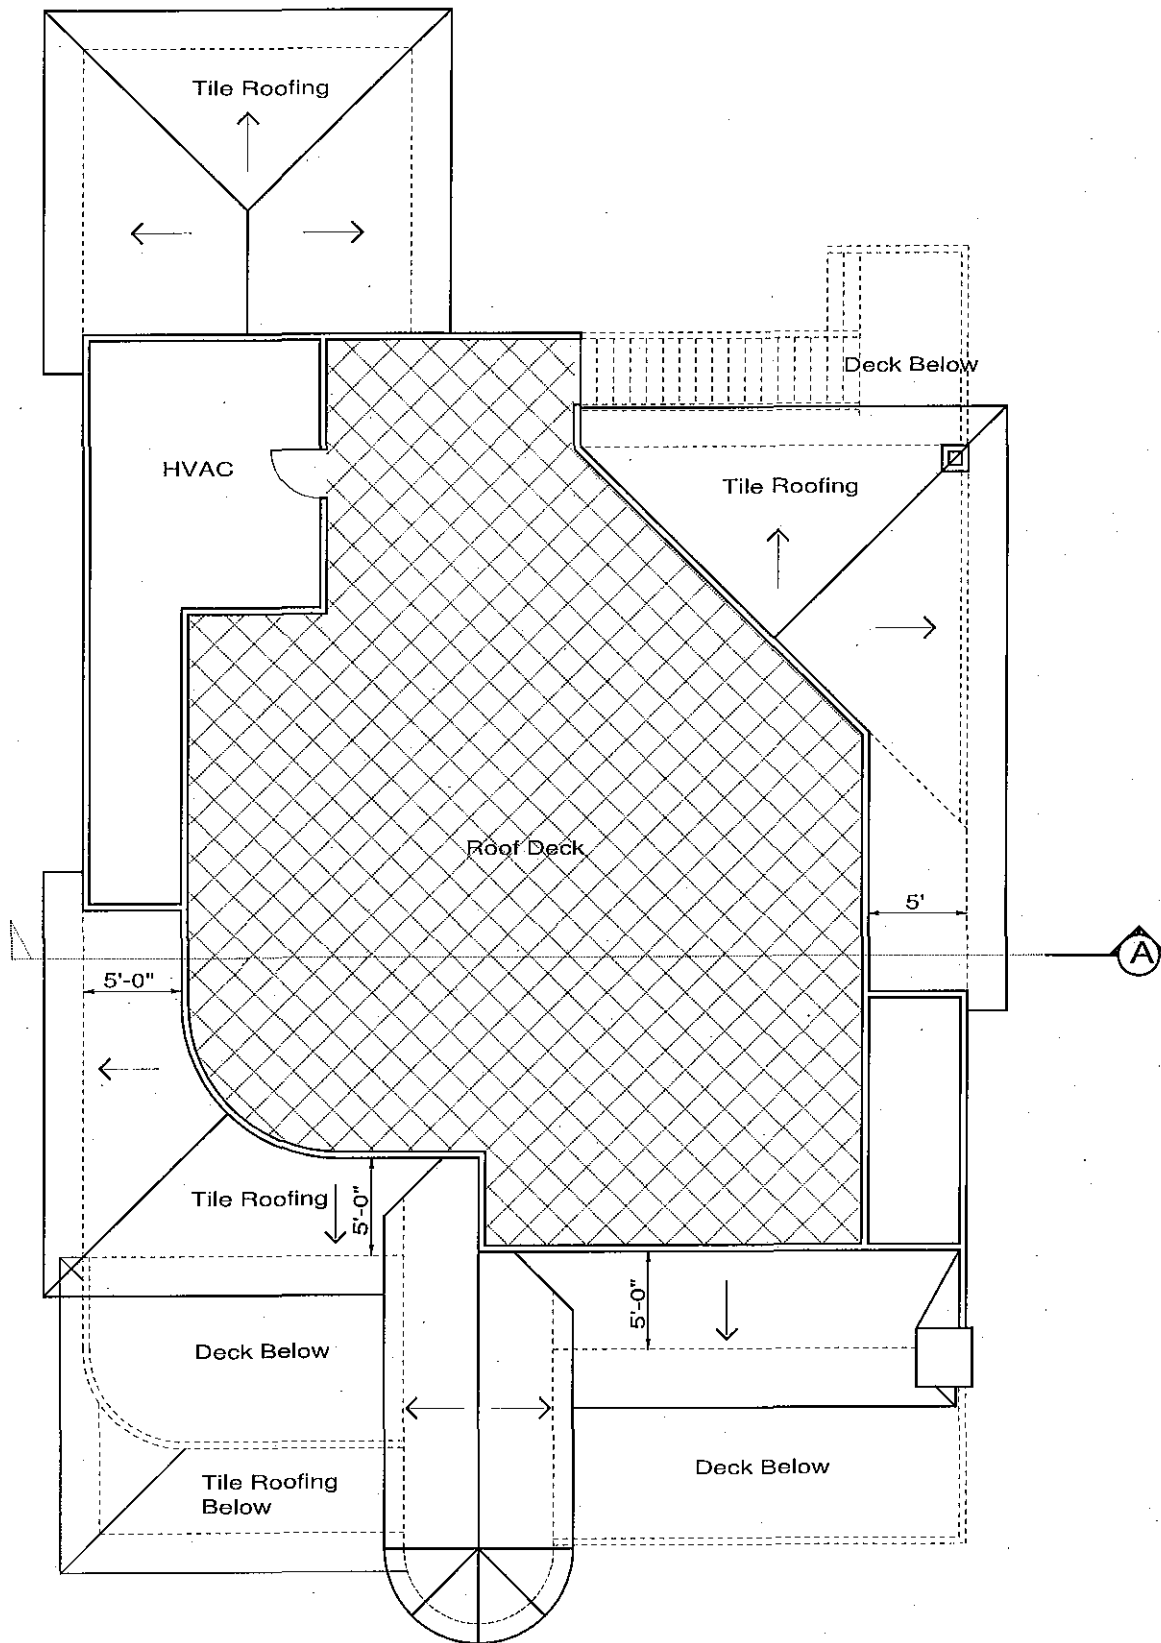 Tile Roofing
Deck Below
HVAC
Tile Roofing
Roof Deck
5'
A
5'-0"
Tile Roofing
5'-0"
5'-0"
Deck Below
Deck Below
Tile Roofing
Below